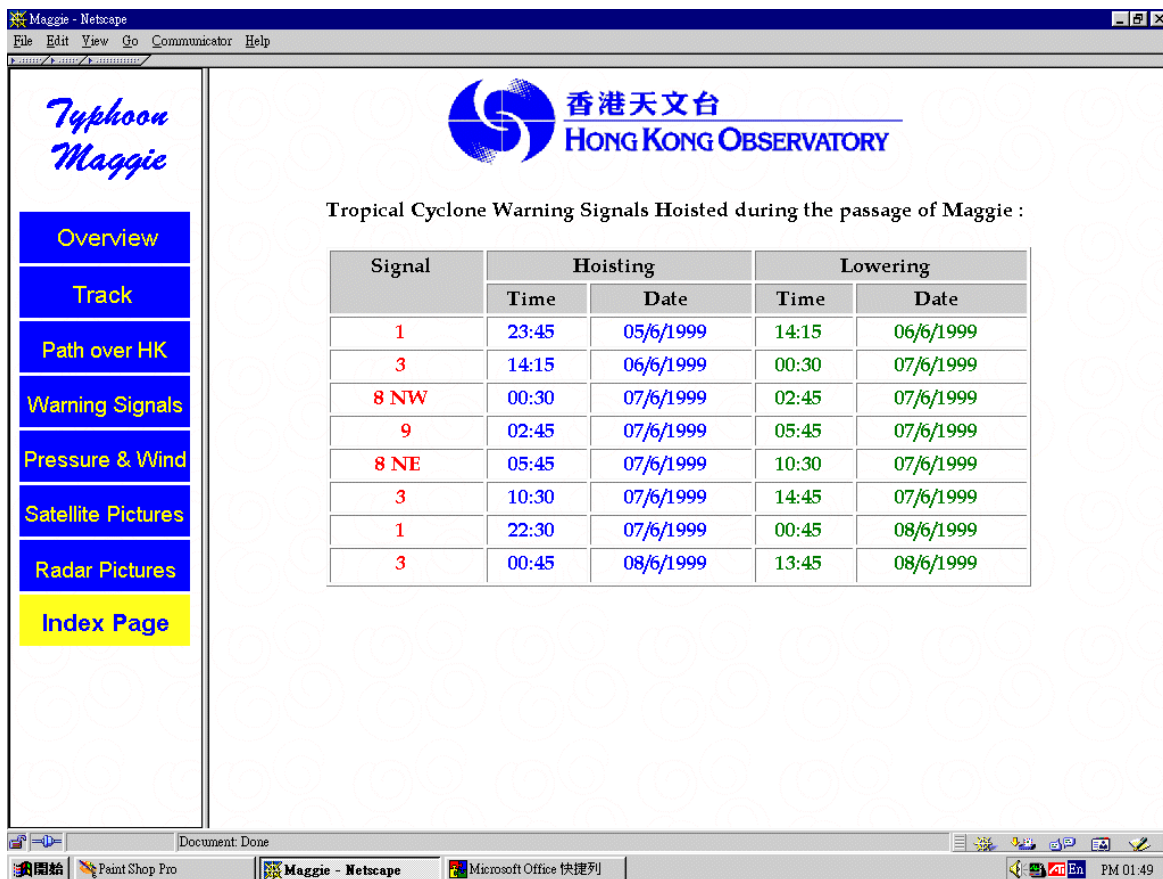 Maggie - Netscape
File Edit View Go Communicator Help
Typhoon
Maggie
Overview
Track
Path over HK
Warning Signals
Pressure & Wind
Satellite Pictures
Radar Pictures
Index Page
香港天文台
HONG KONG OBSERVATORY
Tropical Cyclone Warning Signals Hoisted during the passage of Maggie :
Signal Hoisting Lowering
Time Date Time Date
1 23:45 05/6/1999 14:15 06/6/1999
3 14:15 06/6/1999 00:30 07/6/1999
8 NW 00:30 07/6/1999 02:45 07/6/1999
9 02:45 07/6/1999 05:45 07/6/1999
8 NE 05:45 07/6/1999 10:30 07/6/1999
3 10:30 07/6/1999 14:45 07/6/1999
1 22:30 07/6/1999 00:45 08/6/1999
3 00:45 08/6/1999 13:45 08/6/1999
Document: Done
開始 Paint Shop Pro Maggie - Netscape Microsoft Office 快捷列 En PM 01:49